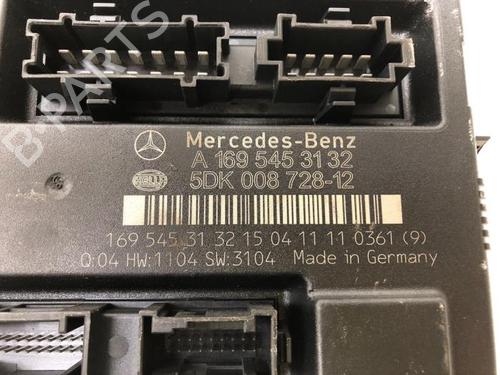 B-PARTS
Mercedes-Benz
A 169 545 31 32
HELLA
5DK 008 728-12
169 545 31 32 15 04 11 11 0361 (9)
Q:04 HW:1104 SW:3104 Made in Germany